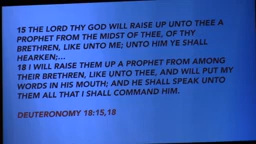 15 THE LORD THY GOD WILL RAISE UP UNTO THEE A
PROPHET FROM THE MIDST OF THEE, OF THY
BRETHREN, LIKE UNTO ME; UNTO HIM YE SHALL
HEARKEN;...
18 I WILL RAISE THEM UP A PROPHET FROM AMONG
THEIR BRETHREN, LIKE UNTO THEE, AND WILL PUT MY
WORDS IN HIS MOUTH; AND HE SHALL SPEAK UNTO
THEM ALL THAT I SHALL COMMAND HIM.
DEUTERONOMY 18:15,18